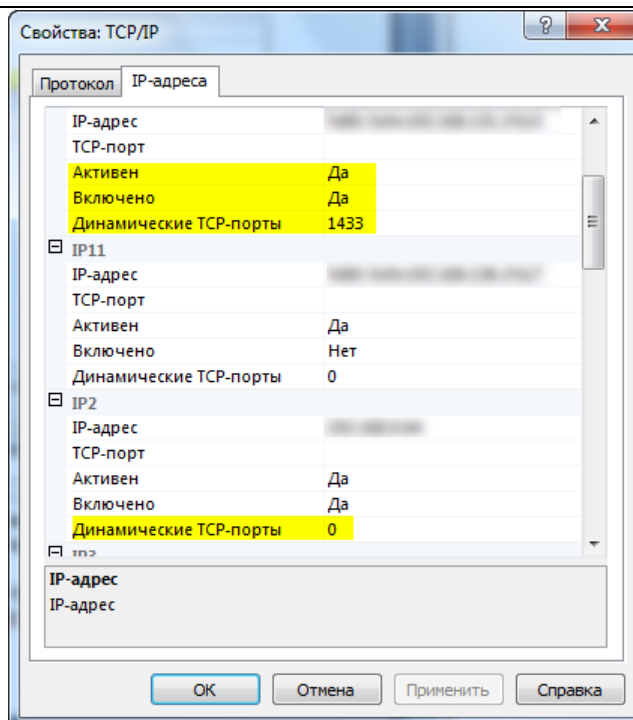 Свойства: TCP/IP
Протокол IP-адреса
IP-адрес
TCP-порт
Активен Да
Включено Да
Динамические TCP-порты 1433
IP11
IP-адрес
TCP-порт
Активен Да
Включено Нет
Динамические TCP-порты 0
IP2
IP-адрес
TCP-порт
Активен Да
Включено Да
Динамические TCP-порты 0
IP3
IP-адрес
IP-адрес
ОК Отмена Применить Справка